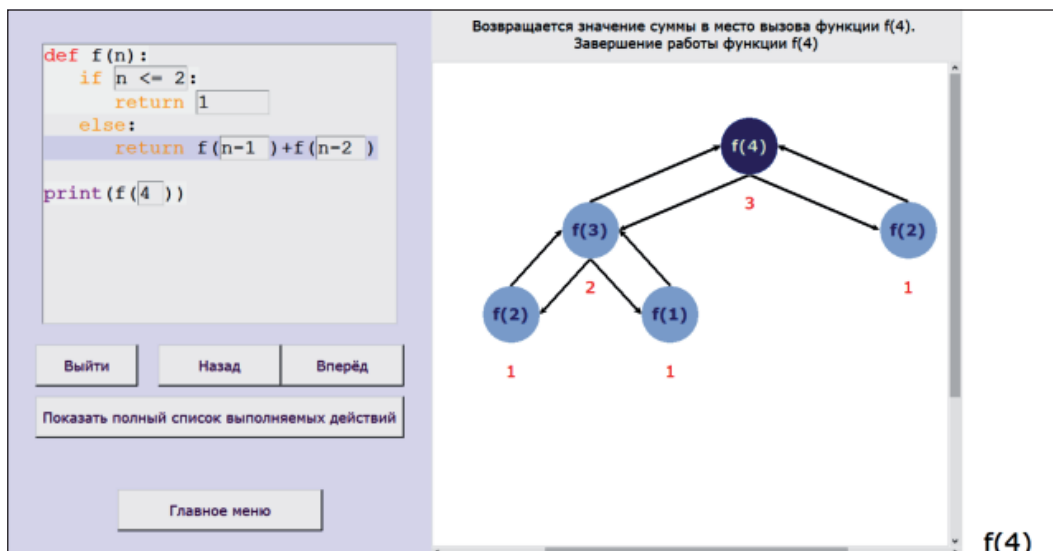 def f(n):
if n <= 2:
return 1
else:
return f(n-1 )+f(n-2 )
print(f(4 ))
Выйти
Назад
Вперёд
Показать полный список выполняемых действий
Главное меню
Возвращается значение суммы в место вызова функции f(4).
Завершение работы функции f(4)
f(4)
3
f(3)
f(2)
2
1
f(2)
f(1)
1
1
f(4)